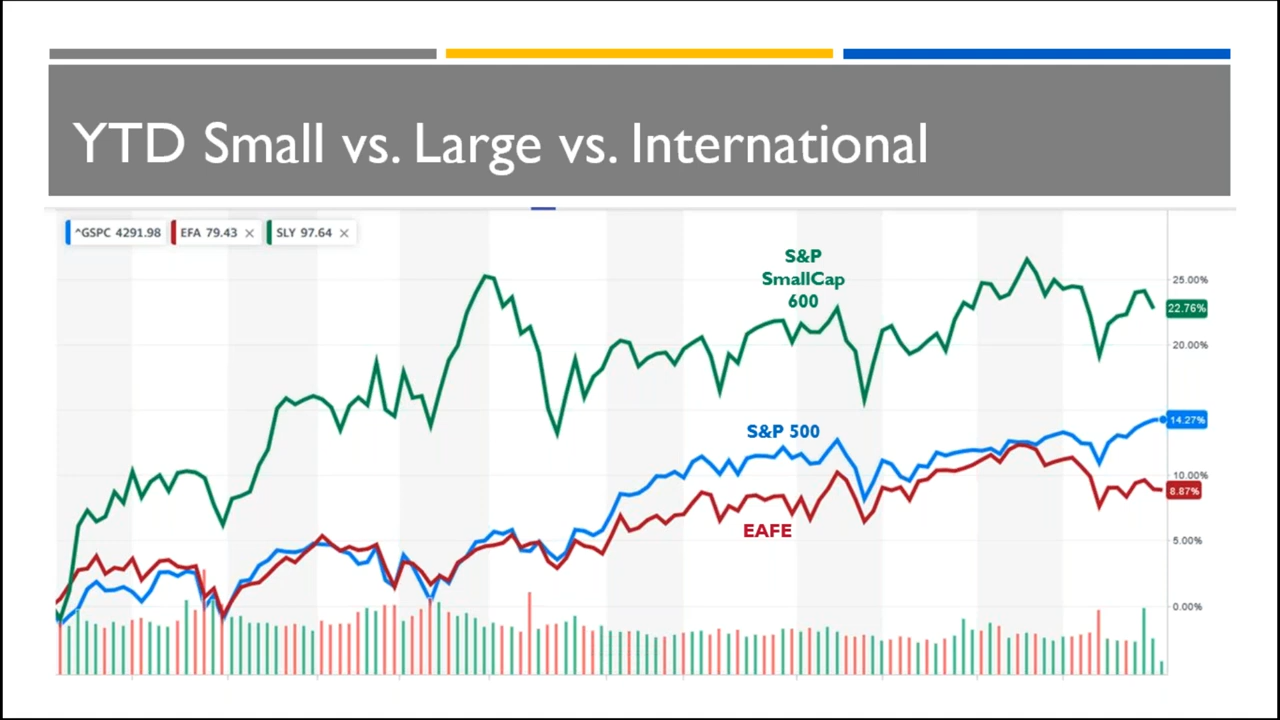 YTD Small vs. Large vs. International
^GSPC 4291.98 EFA 79.43 × SLY 97.64 ×
S&P
SmallCap
600
25.00%
22.76%
20.00%
S&P 500
14.27%
10.00%
8.87%
EAFE
5.00%
0.00%